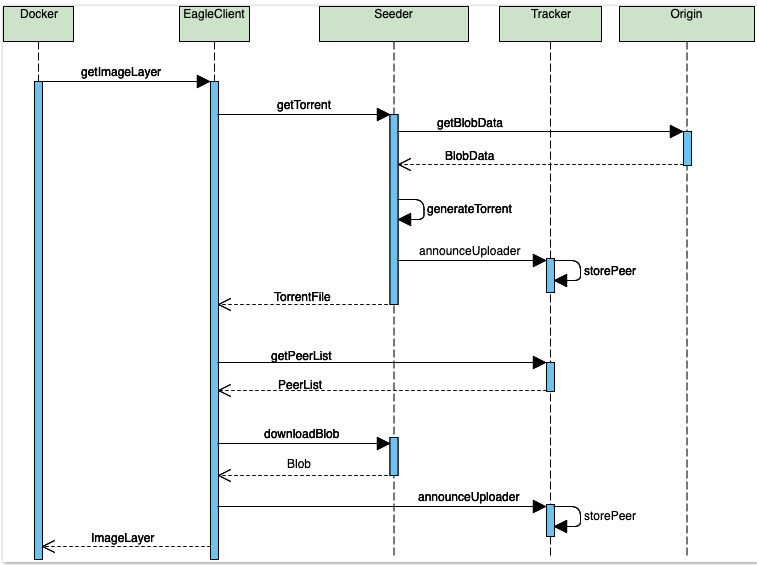 Docker
EagleClient
Seeder
Tracker
Origin
getImageLayer
getTorrent
getBlobData
BlobData
generateTorrent
announceUploader
storePeer
TorrentFile
getPeerList
PeerList
downloadBlob
Blob
announceUploader
storePeer
ImageLayer